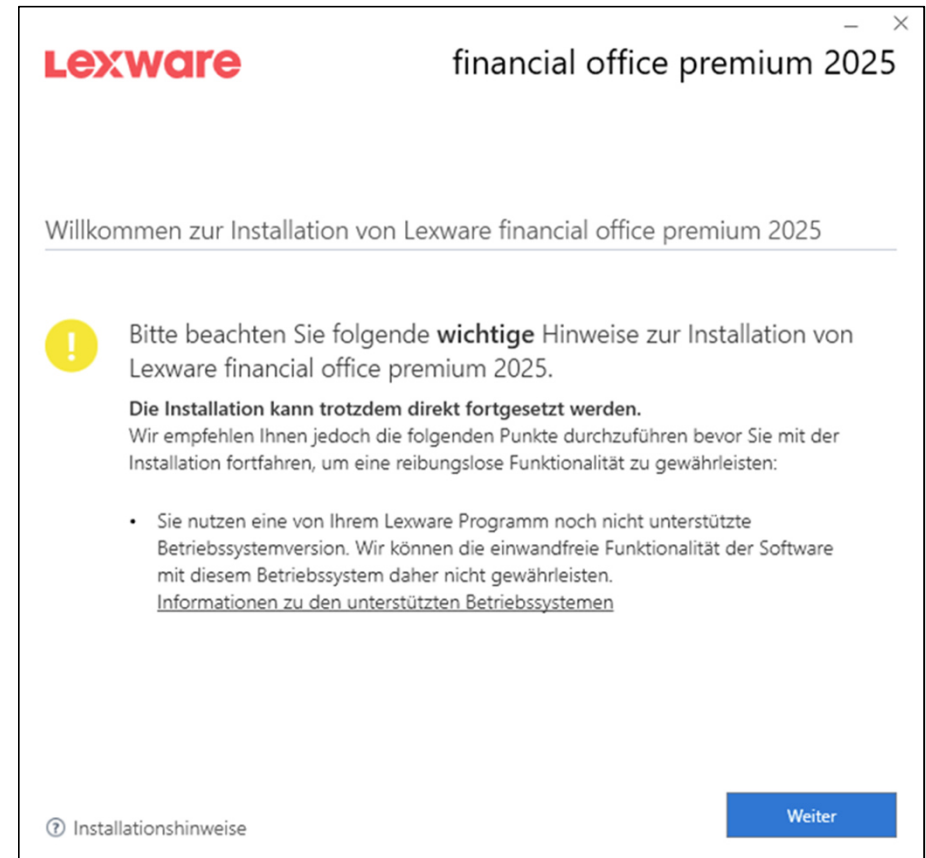 Lexware
financial office premium 2025
Willkommen zur Installation von Lexware financial office premium 2025
Bitte beachten Sie folgende wichtige Hinweise zur Installation von
Lexware financial office premium 2025.
Die Installation kann trotzdem direkt fortgesetzt werden.
Wir empfehlen Ihnen jedoch die folgenden Punkte durchzuführen bevor Sie mit der
Installation fortfahren, um eine reibungslose Funktionalität zu gewährleisten:
• Sie nutzen eine von Ihrem Lexware Programm noch nicht unterstützte
Betriebssystemversion. Wir können die einwandfreie Funktionalität der Software
mit diesem Betriebssystem daher nicht gewährleisten.
Informationen zu den unterstützten Betriebssystemen
Installationshinweise
Weiter